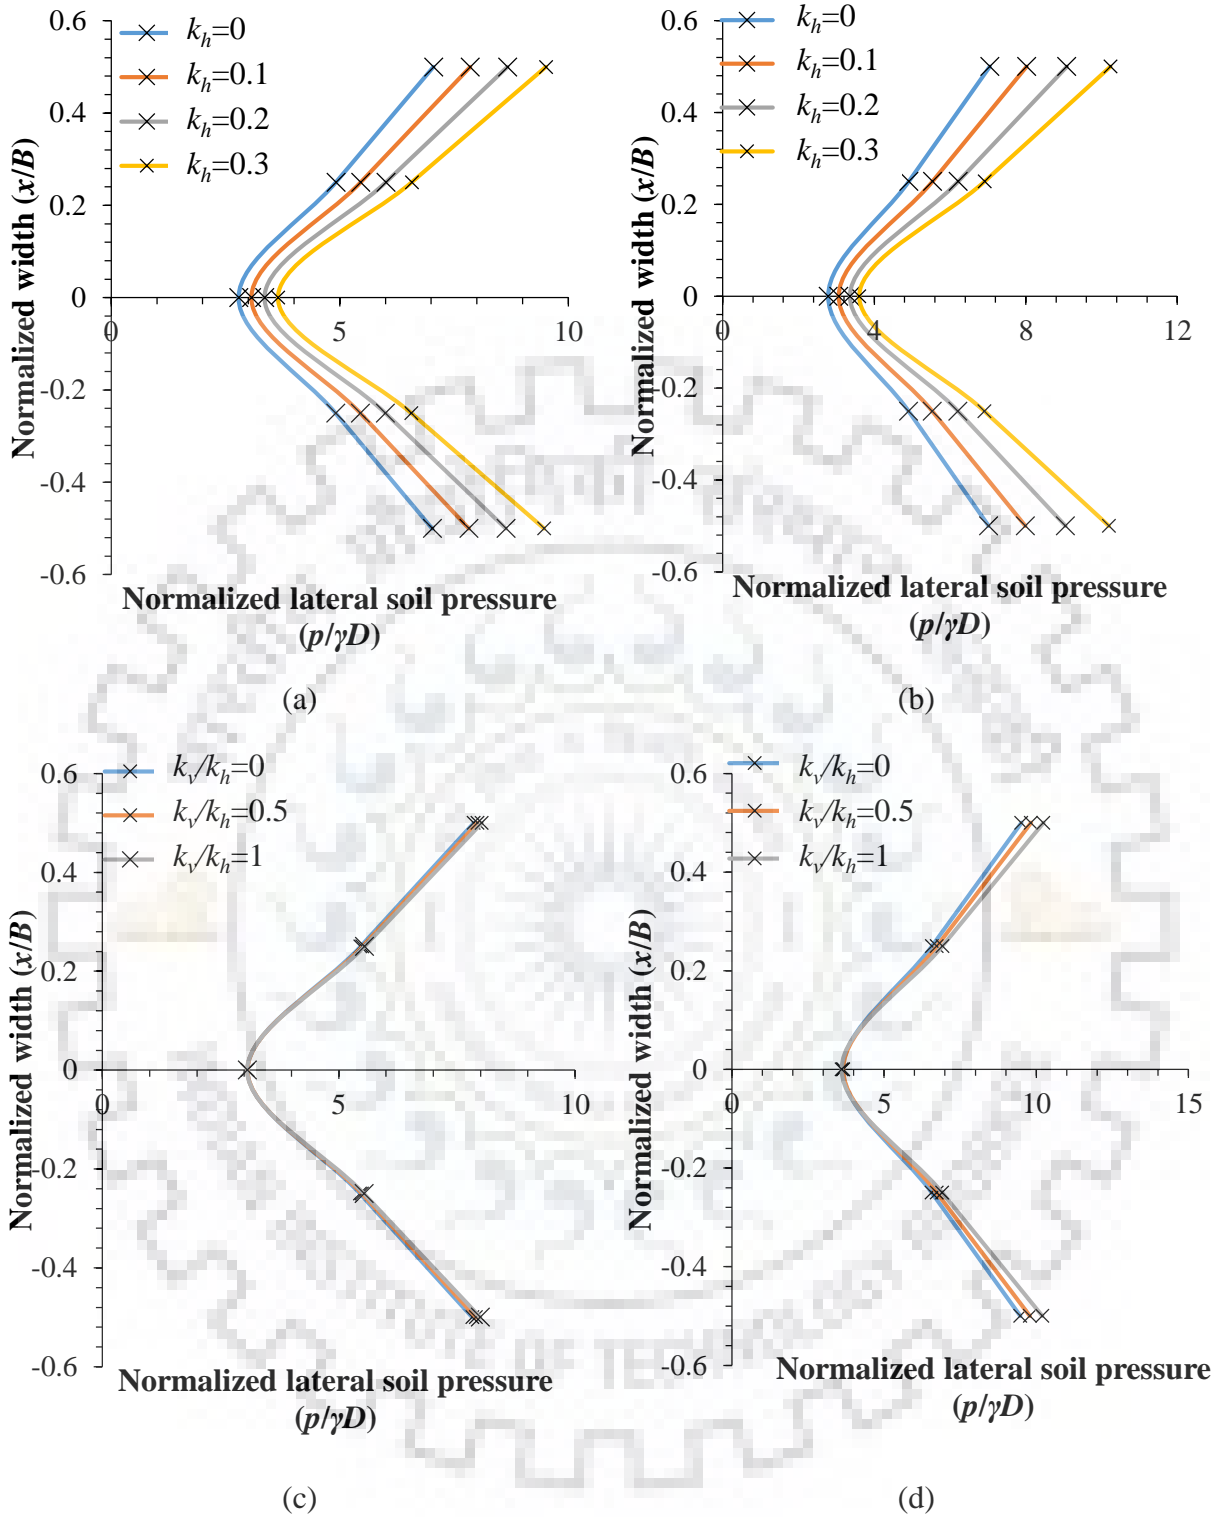 k_h=0
k_h=0.1
k_h=0.2
k_h=0.3
0.6
0.4
0.2
0
-0.2
-0.4
-0.6
0
5
10
Normalized width (x/B)
Normalized lateral soil pressure
(p/γD)
(a)
k_h=0
k_h=0.1
k_h=0.2
k_h=0.3
0.6
0.4
0.2
0
-0.2
-0.4
-0.6
0
4
8
12
Normalized width (x/B)
Normalized lateral soil pressure
(p/γD)
(b)
k_v/k_h=0
k_v/k_h=0.5
k_v/k_h=1
0.6
0.4
0.2
0
-0.2
-0.4
-0.6
0
5
10
Normalized width (x/B)
Normalized lateral soil pressure
(p/γD)
(c)
k_v/k_h=0
k_v/k_h=0.5
k_v/k_h=1
0.6
0.4
0.2
0
-0.2
-0.4
-0.6
0
5
10
15
Normalized width (x/B)
Normalized lateral soil pressure
(p/γD)
(d)